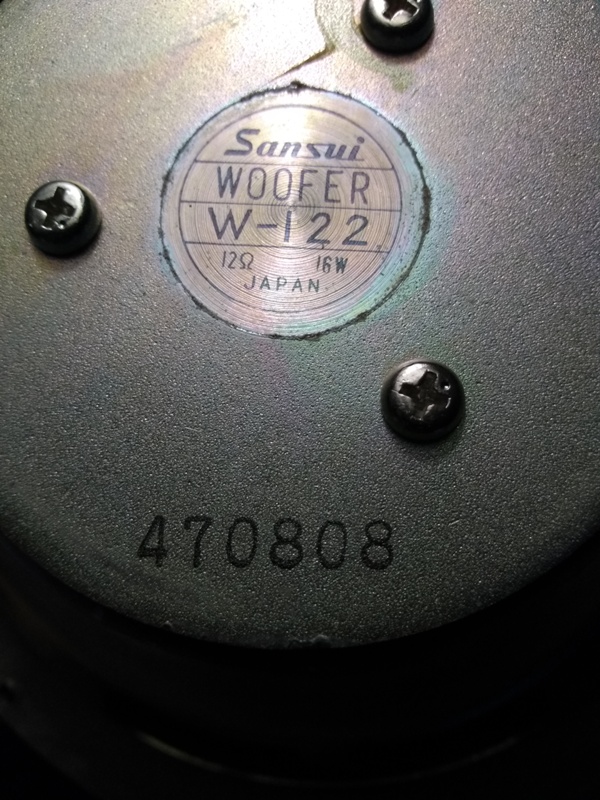 Sansui
WOOFER
W-122
12Ω 16W
JAPAN
470808